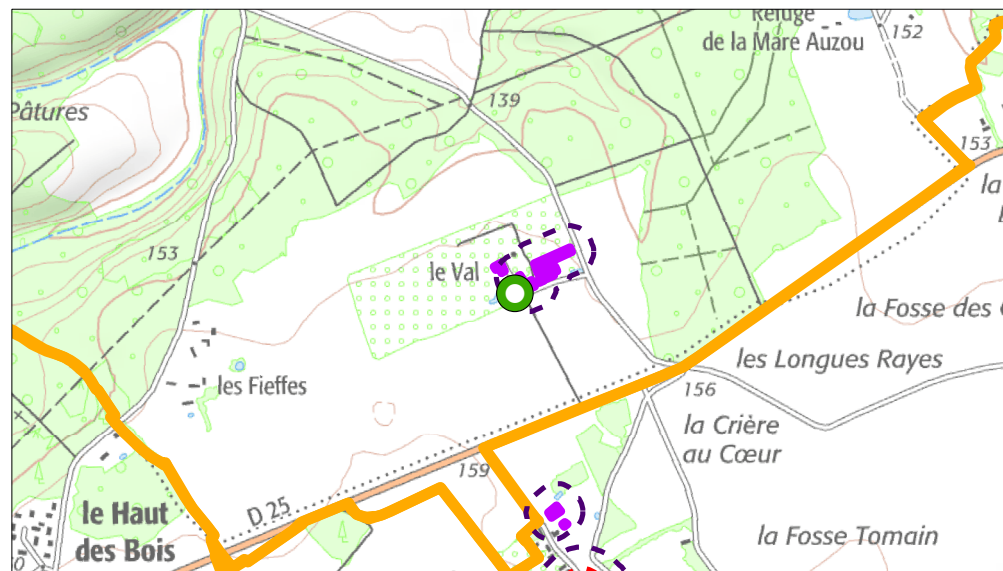 Refuge
de la Mare Auzou
152
139
Pâtures
153
la
153
le Val
la Fosse des
les Longues Rayes
les Fieffes
156
la Crière
au Cœur
159
D 25
le Haut
des Bois
la Fosse Tomain